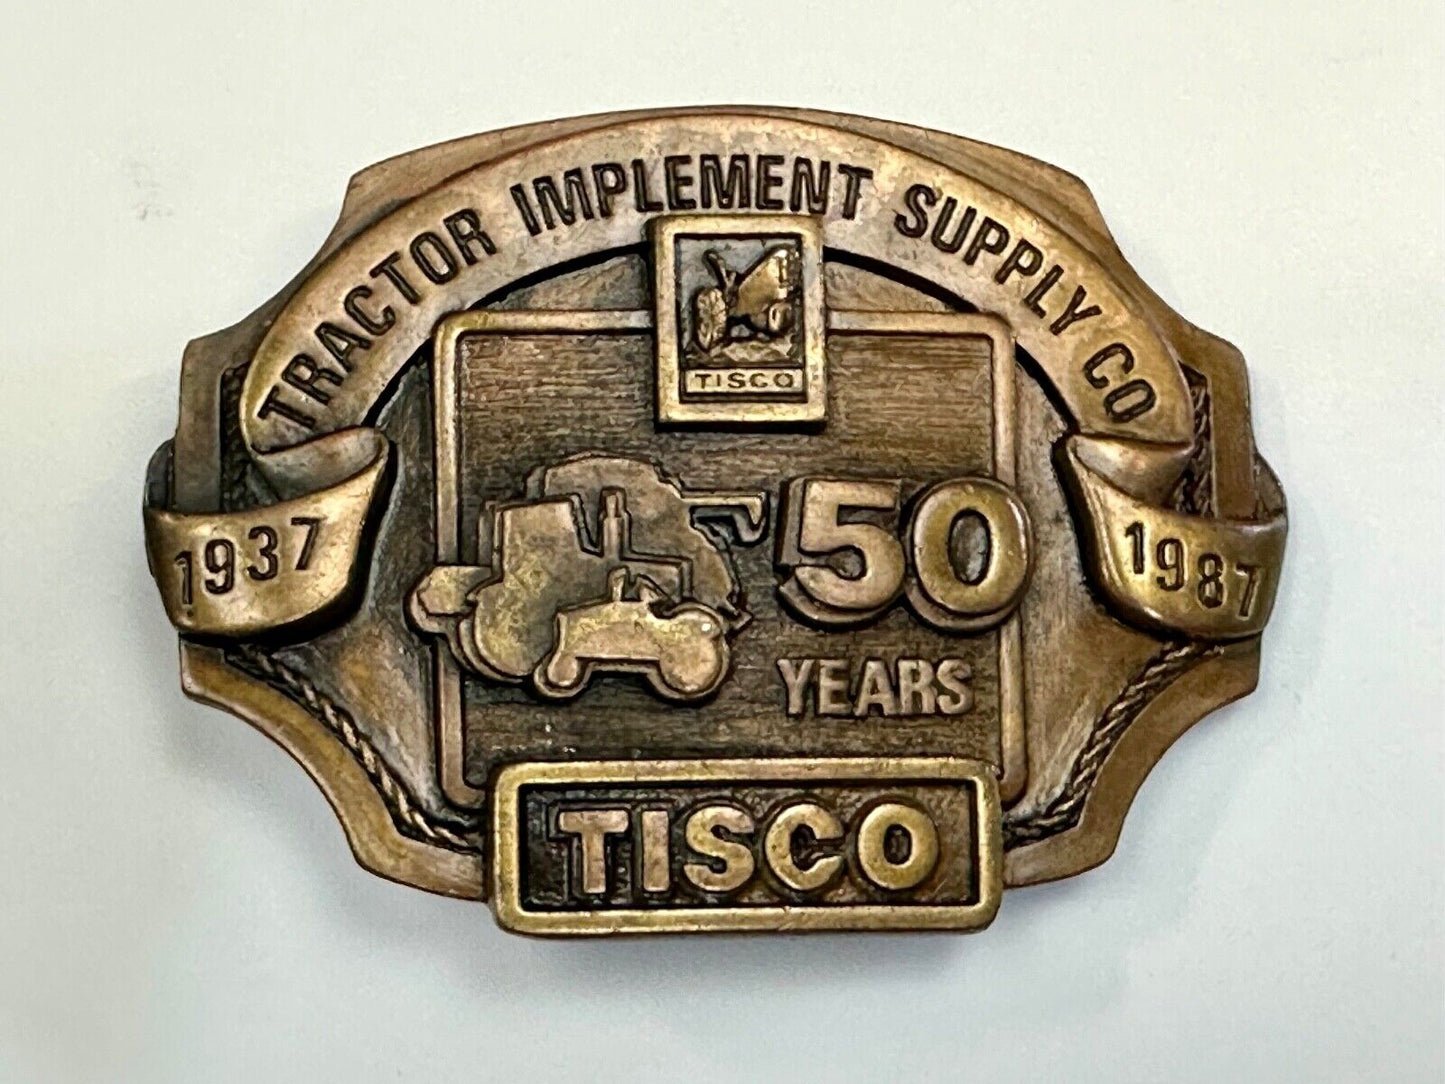 TRACTOR IMPLEMENT SUPPLY CO
TISCO
1937
1987
50
YEARS
TISCO